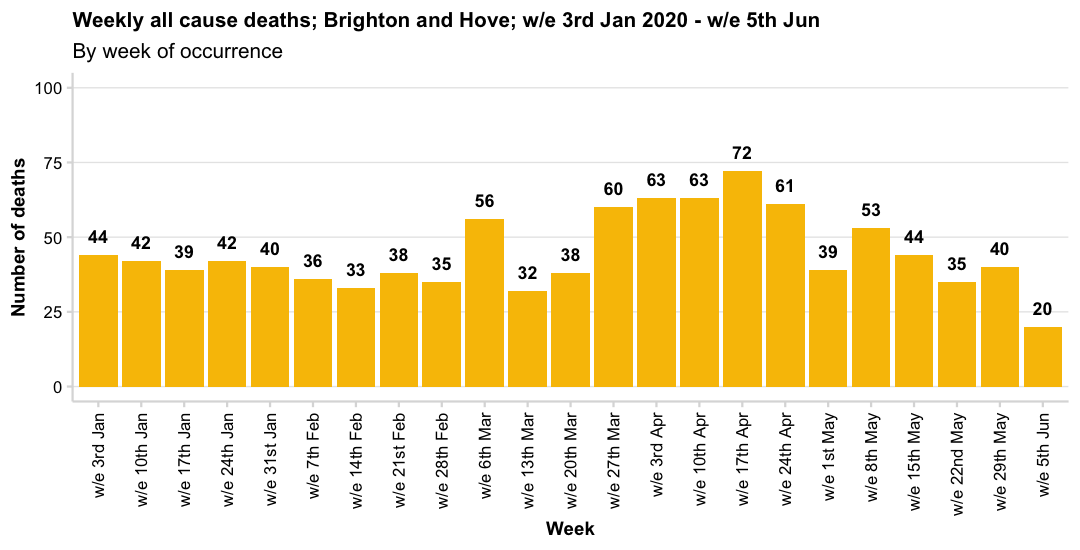 Weekly all cause deaths; Brighton and Hove; w/e 3rd Jan 2020 - w/e 5th Jun
By week of occurrence
Number of deaths
100
75
50
25
0
44
42
39
42
40
36
33
38
35
56
32
38
60
63
63
72
61
39
53
44
35
40
20
w/e 3rd Jan
w/e 10th Jan
w/e 17th Jan
w/e 24th Jan
w/e 31st Jan
w/e 7th Feb
w/e 14th Feb
w/e 21st Feb
w/e 28th Feb
w/e 6th Mar
w/e 13th Mar
w/e 20th Mar
w/e 27th Mar
w/e 3rd Apr
w/e 10th Apr
w/e 17th Apr
w/e 24th Apr
w/e 1st May
w/e 8th May
w/e 15th May
w/e 22nd May
w/e 29th May
w/e 5th Jun
Week